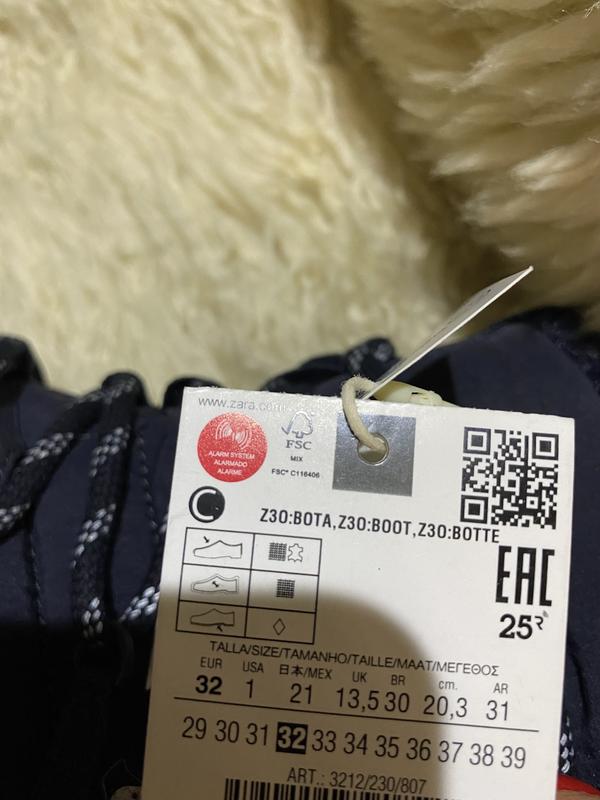 www.zara.com
ALARM SYSTEM
ALARMADO
ALARME
FSC
MIX
FSC® C116406
C
Z30:BOTA,Z30:BOOT,Z30:BOTTE
EAC
25R
TALLA/SIZE/TAMANHO/TAILLE/MAAT/ΜΕΓΕΘΟΣ
EUR USA 日本/MEX UK BR cm. AR
32 1 21 13,5 30 20,3 31
29 30 31 32 33 34 35 36 37 38 39
ART.: 3212/230/807